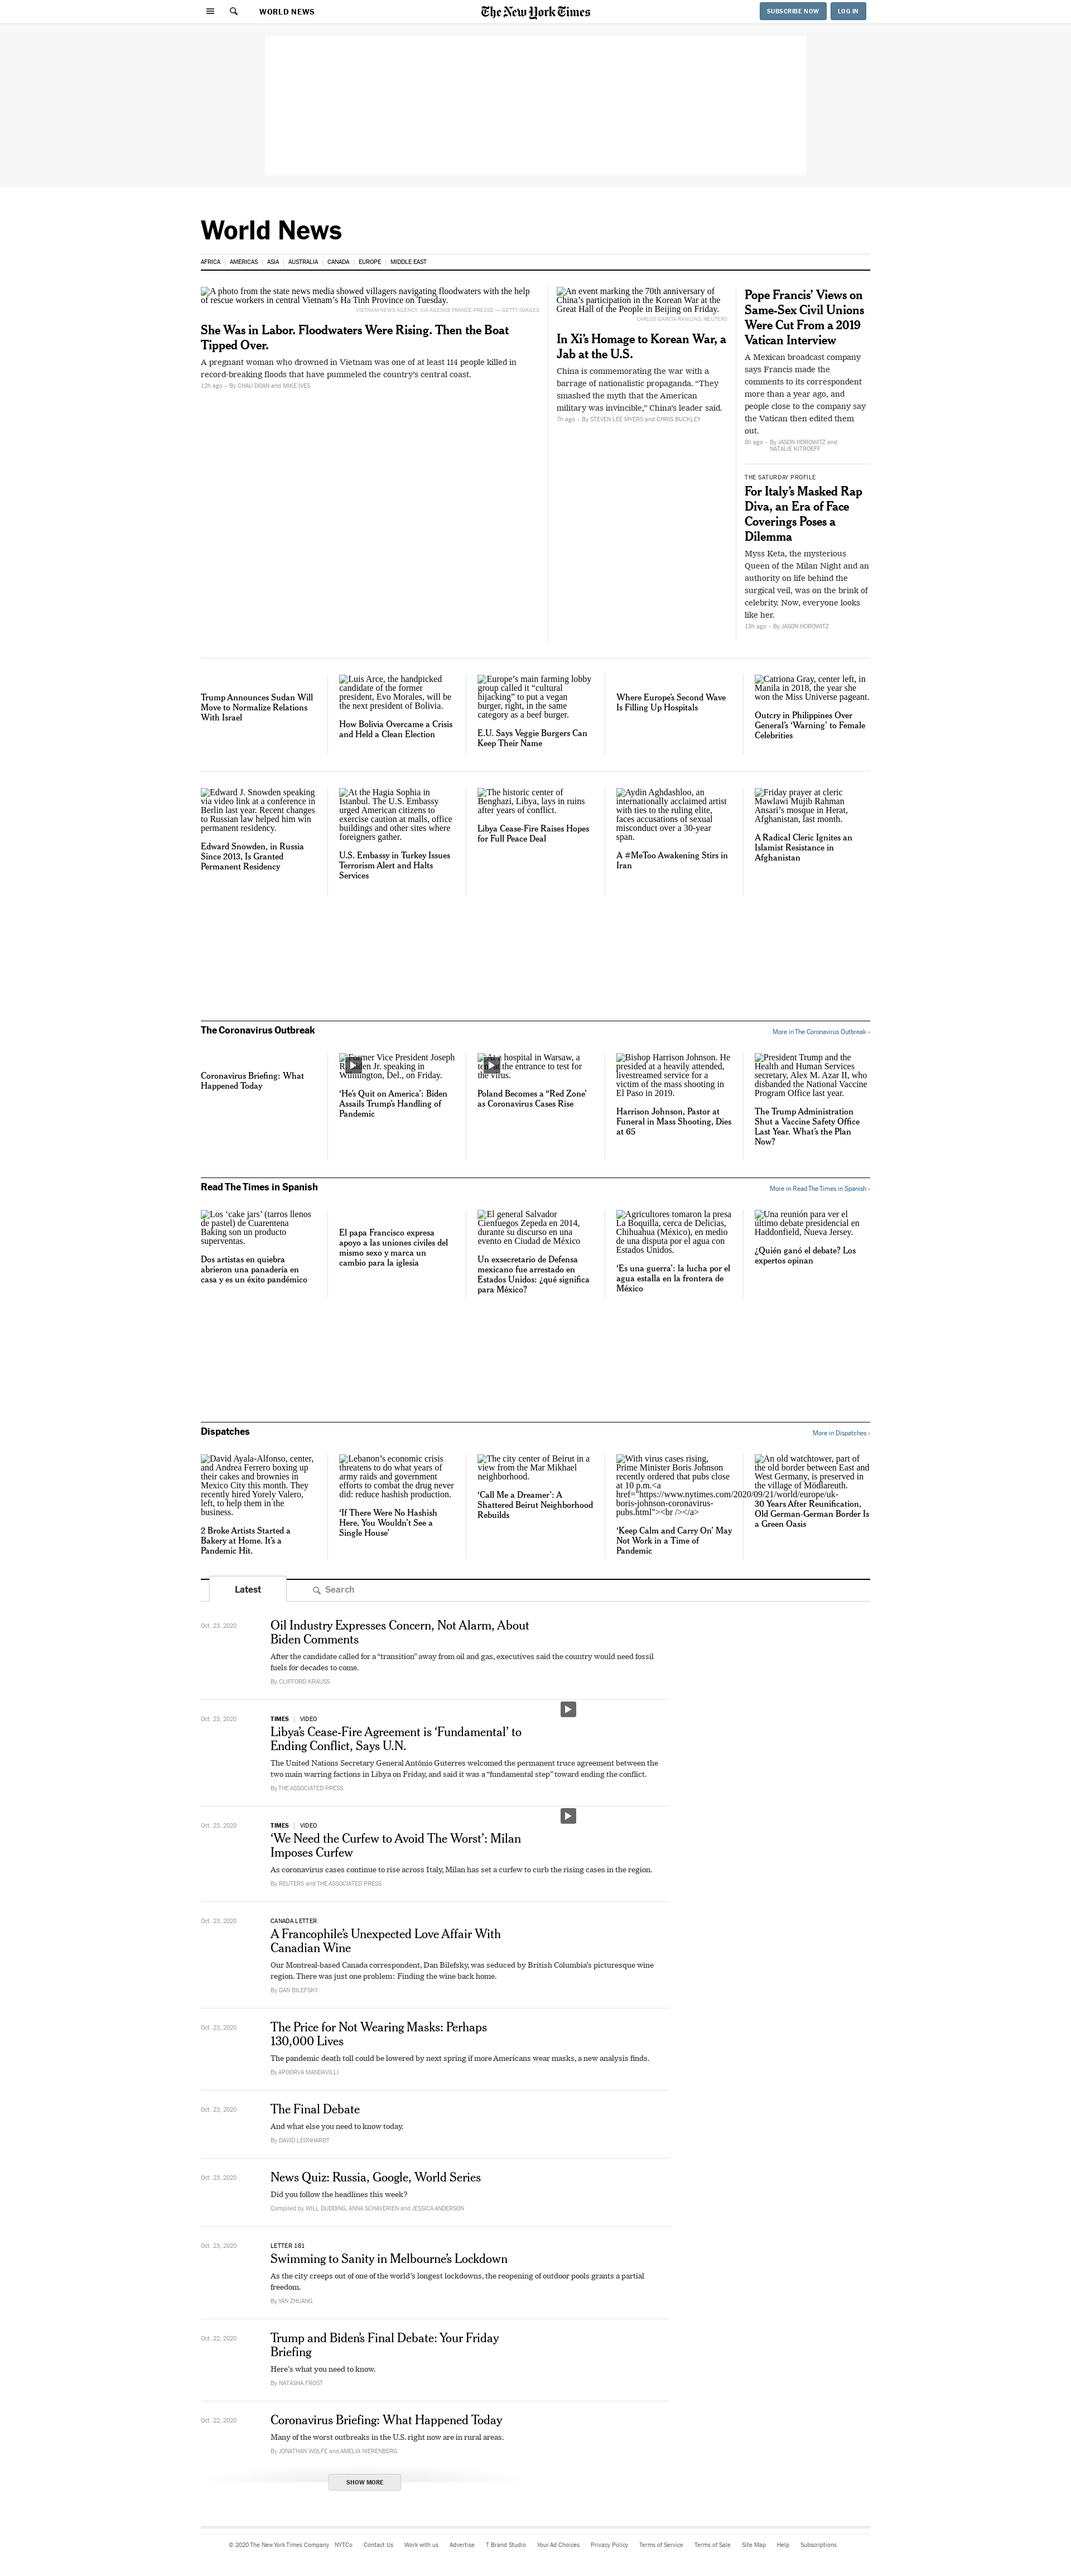 WORLD NEWS
The New York Times
SUBSCRIBE NOW
LOG IN
World News
AFRICA
AMERICAS
ASIA
AUSTRALIA
CANADA
EUROPE
MIDDLE EAST
A photo from the state news media showed villagers navigating floodwaters with the help
of rescue workers in central Vietnam's Ha Tinh Province on Tuesday.
VIETNAM NEWS AGENCY, VIA AGENCE FRANCE-PRESSE — GETTY IMAGES
She Was in Labor. Floodwaters Were Rising. Then the Boat
Tipped Over.
A pregnant woman who drowned in Vietnam was one of at least 114 people killed in
record-breaking floods that have pummeled the country's central coast.
12h ago - By CHAU DOAN and MIKE IVES
An event marking the 70th anniversary of
China's participation in the Korean War at the
Great Hall of the People in Beijing on Friday.
CARLOS GARCIA RAWLINS/REUTERS
In Xi's Homage to Korean War, a
Jab at the U.S.
China is commemorating the war with a
barrage of nationalistic propaganda. “They
smashed the myth that the American
military was invincible,” China's leader said.
7h ago - By STEVEN LEE MYERS and CHRIS BUCKLEY
Pope Francis' Views on
Same-Sex Civil Unions
Were Cut From a 2019
Vatican Interview
A Mexican broadcast company
says Francis made the
comments to its correspondent
more than a year ago, and
people close to the company say
the Vatican then edited them
out.
8h ago - By JASON HOROWITZ and
NATALIE KITROEFF
THE SATURDAY PROFILE
For Italy's Masked Rap
Diva, an Era of Face
Coverings Poses a
Dilemma
Myss Keta, the mysterious
Queen of the Milan Night and an
authority on life behind the
surgical veil, was on the brink of
celebrity. Now, everyone looks
like her.
13h ago - By JASON HOROWITZ
Trump Announces Sudan Will
Move to Normalize Relations
With Israel
Luis Arce, the handpicked
candidate of the former
president, Evo Morales, will be
the next president of Bolivia.
How Bolivia Overcame a Crisis
and Held a Clean Election
Europe's main farming lobby
group called it “cultural
hijacking” to put a vegan
burger, right, in the same
category as a beef burger.
E.U. Says Veggie Burgers Can
Keep Their Name
Where Europe's Second Wave
Is Filling Up Hospitals
Catriona Gray, center left, in
Manila in 2018, the year she
won the Miss Universe pageant.
Outcry in Philippines Over
General's ‘Warning’ to Female
Celebrities
Edward J. Snowden speaking
via video link at a conference in
Berlin last year. Recent changes
to Russian law helped him win
permanent residency.
Edward Snowden, in Russia
Since 2013, Is Granted
Permanent Residency
At the Hagia Sophia in
Istanbul. The U.S. Embassy
urged American citizens to
exercise caution at malls, office
buildings and other sites where
foreigners gather.
U.S. Embassy in Turkey Issues
Terrorism Alert and Halts
Services
The historic center of
Benghazi, Libya, lays in ruins
after years of conflict.
Libya Cease-Fire Raises Hopes
for Full Peace Deal
Aydin Aghdashloo, an
internationally acclaimed artist
with ties to the ruling elite,
faces accusations of sexual
misconduct over a 30-year
span.
A #MeToo Awakening Stirs in
Iran
Friday prayer at cleric
Mawlawi Mujib Rahman
Ansari's mosque in Herat,
Afghanistan, last month.
A Radical Cleric Ignites an
Islamist Resistance in
Afghanistan
The Coronavirus Outbreak
More in The Coronavirus Outbreak ›
Coronavirus Briefing: What
Happened Today
Former Vice President Joseph
R. Biden Jr. speaking in
Wilmington, Del., on Friday.
‘He's Quit on America’: Biden
Assails Trump's Handling of
Pandemic
At a hospital in Warsaw, a
tent at the entrance to test for
the virus.
Poland Becomes a “Red Zone’
as Coronavirus Cases Rise
Bishop Harrison Johnson. He
presided at a heavily attended,
livestreamed service for a
victim of the mass shooting in
El Paso in 2019.
Harrison Johnson, Pastor at
Funeral in Mass Shooting, Dies
at 65
President Trump and the
Health and Human Services
secretary, Alex M. Azar II, who
disbanded the National Vaccine
Program Office last year.
The Trump Administration
Shut a Vaccine Safety Office
Last Year. What's the Plan
Now?
Read The Times in Spanish
More in Read The Times in Spanish ›
Los ‘cake jars’ (tarros llenos
de pastel) de Cuarentena
Baking son un producto
superventas.
Dos artistas en quiebra
abrieron una panadería en
casa y es un éxito pandémico
El papa Francisco expresa
apoyo a las uniones civiles del
mismo sexo y marca un
cambio para la iglesia
El general Salvador
Cienfuegos Zepeda en 2014,
durante su discurso en una
evento en Ciudad de México
Un exsecretario de Defensa
mexicano fue arrestado en
Estados Unidos: ¿qué significa
para México?
Agricultores tomaron la presa
La Boquilla, cerca de Delicias,
Chihuahua (México), en medio
de una disputa por el agua con
Estados Unidos.
‘Es una guerra’: la lucha por el
agua estalla en la frontera de
México
Una reunión para ver el
último debate presidencial en
Haddonfield, Nueva Jersey.
¿Quién ganó el debate? Los
expertos opinan
Dispatches
More in Dispatches ›
David Ayala-Alfonso, center,
and Andrea Ferrero boxing up
their cakes and brownies in
Mexico City this month. They
recently hired Yorely Valero,
left, to help them in the
business.
2 Broke Artists Started a
Bakery at Home. It's a
Pandemic Hit.
Lebanon's economic crisis
threatens to do what years of
army raids and government
efforts to combat the drug never
did: reduce hashish production.
‘If There Were No Hashish
Here, You Wouldn't See a
Single House’
The city center of Beirut in a
view from the Mar Mikhael
neighborhood.
‘Call Me a Dreamer’: A
Shattered Beirut Neighborhood
Rebuilds
With virus cases rising,
Prime Minister Boris Johnson
recently ordered that pubs close
at 10 p.m.<a
href="https://www.nytimes.com/2020/09/21/world/europe/uk-
boris-johnson-coronavirus-
pubs.html"><br /></a>
‘Keep Calm and Carry On’ May
Not Work in a Time of
Pandemic
An old watchtower, part of
the old border between East and
West Germany, is preserved in
the village of Mödlareuth.
30 Years After Reunification,
Old German-German Border Is
a Green Oasis
Latest
Search
Oct. 23, 2020
Oil Industry Expresses Concern, Not Alarm, About
Biden Comments
After the candidate called for a “transition” away from oil and gas, executives said the country would need fossil
fuels for decades to come.
By CLIFFORD KRAUSS
Oct. 23, 2020
TIMES | VIDEO
Libya's Cease-Fire Agreement is ‘Fundamental’ to
Ending Conflict, Says U.N.
The United Nations Secretary General António Guterres welcomed the permanent truce agreement between the
two main warring factions in Libya on Friday, and said it was a “fundamental step” toward ending the conflict.
By THE ASSOCIATED PRESS
Oct. 23, 2020
TIMES | VIDEO
‘We Need the Curfew to Avoid The Worst’: Milan
Imposes Curfew
As coronavirus cases continue to rise across Italy, Milan has set a curfew to curb the rising cases in the region.
By REUTERS and THE ASSOCIATED PRESS
Oct. 23, 2020
CANADA LETTER
A Francophile's Unexpected Love Affair With
Canadian Wine
Our Montreal-based Canada correspondent, Dan Bilefsky, was seduced by British Columbia's picturesque wine
region. There was just one problem: Finding the wine back home.
By DAN BILEFSKY
Oct. 23, 2020
The Price for Not Wearing Masks: Perhaps
130,000 Lives
The pandemic death toll could be lowered by next spring if more Americans wear masks, a new analysis finds.
By APOORVA MANDAVILLI
Oct. 23, 2020
The Final Debate
And what else you need to know today.
By DAVID LEONHARDT
Oct. 23, 2020
News Quiz: Russia, Google, World Series
Did you follow the headlines this week?
Compiled by WILL DUDDING, ANNA SCHAVERIEN and JESSICA ANDERSON
Oct. 23, 2020
LETTER 181
Swimming to Sanity in Melbourne's Lockdown
As the city creeps out of one of the world's longest lockdowns, the reopening of outdoor pools grants a partial
freedom.
By YAN ZHUANG
Oct. 22, 2020
Trump and Biden's Final Debate: Your Friday
Briefing
Here's what you need to know.
By NATASHA FROST
Oct. 22, 2020
Coronavirus Briefing: What Happened Today
Many of the worst outbreaks in the U.S. right now are in rural areas.
By JONATHAN WOLFE and AMELIA NIERENBERG
SHOW MORE
© 2020 The New York Times Company
NYTCo
Contact Us
Work with us
Advertise
T Brand Studio
Your Ad Choices
Privacy Policy
Terms of Service
Terms of Sale
Site Map
Help
Subscriptions